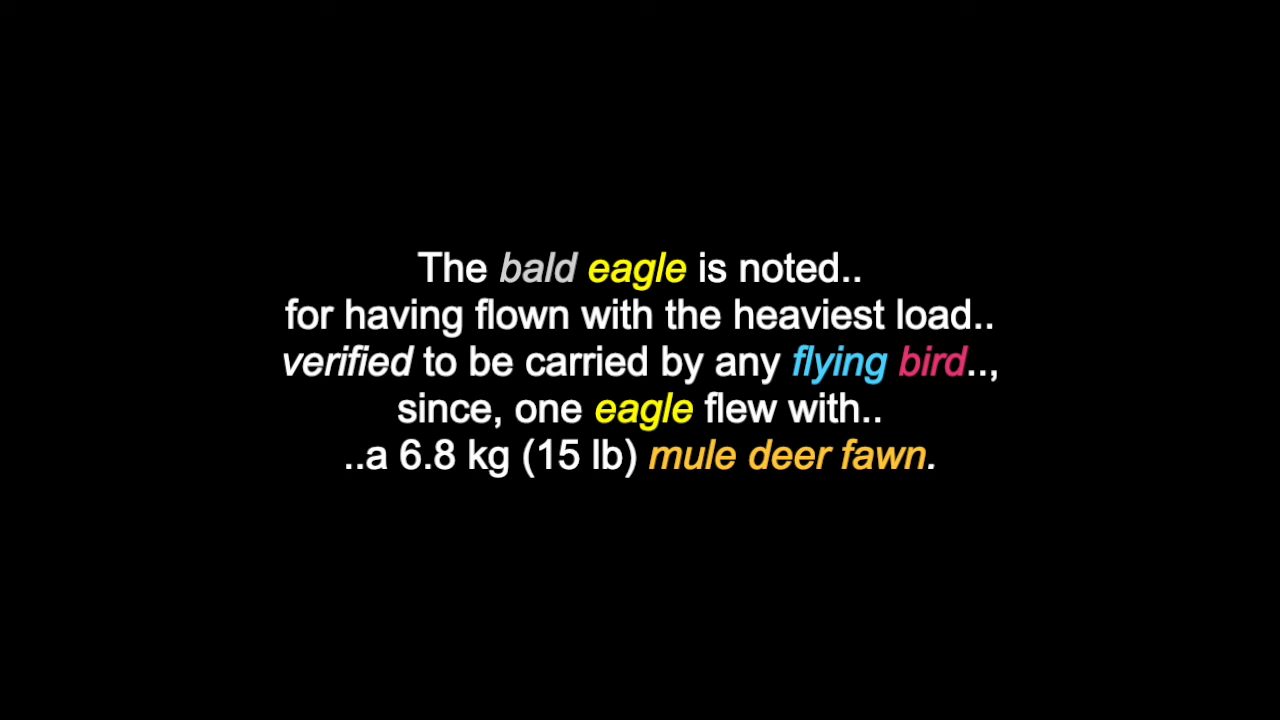 The bald eagle is noted..
for having flown with the heaviest load..
verified to be carried by any flying bird..,
since, one eagle flew with..
..a 6.8 kg (15 lb) mule deer fawn.